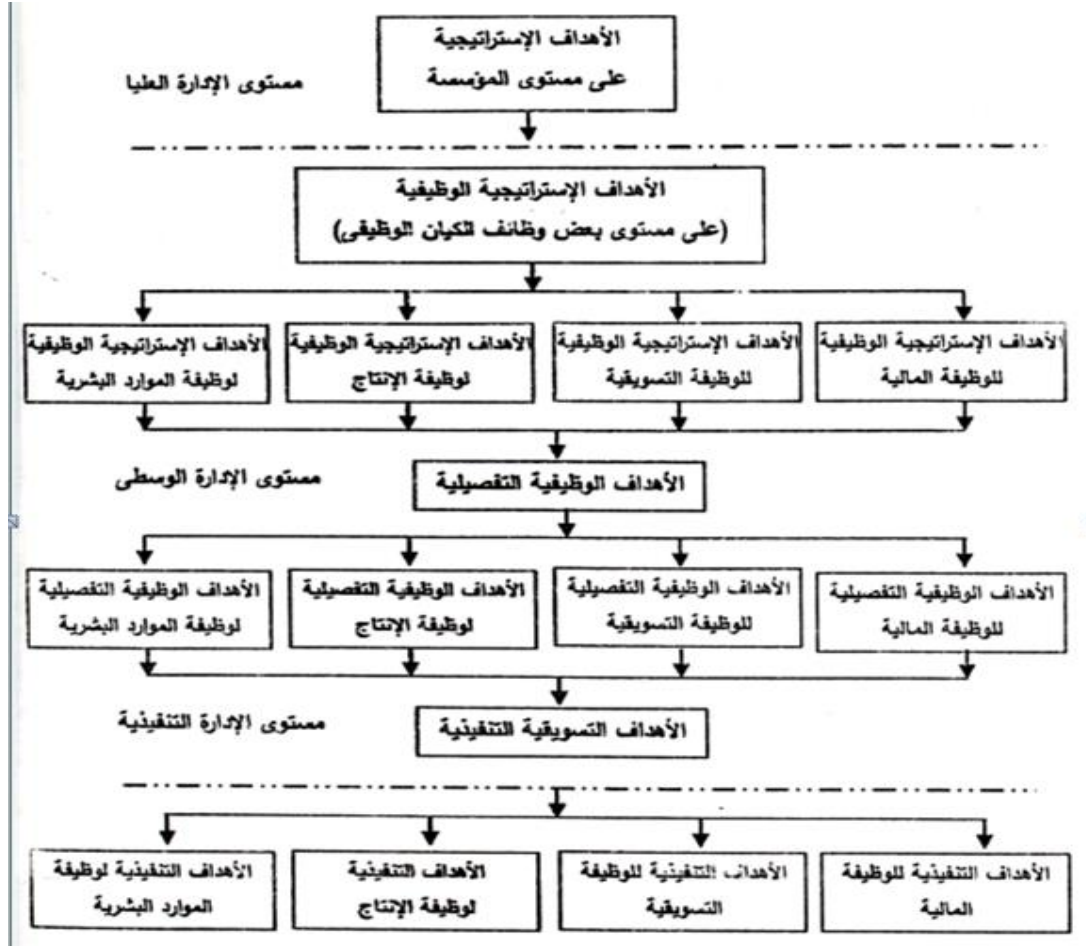 الأهداف الإستراتيجية
على مستوى المؤسسة
مستوى الإدارة العليا
الأهداف الإستراتيجية الوظيفية
(على مستوى بعض وظائف الكيان الوظيفى)
الأهداف الإستراتيجية الوظيفية
للوظيفة المالية
الأهداف الإستراتيجية الوظيفية
للوظيفة التسويقية
الأهداف الإستراتيجية الوظيفية
لوظيفة الإنتاج
الأهداف الإستراتيجية الوظيفية
لوظيفة الموارد البشرية
الأهداف الوظيفية التفصيلية
مستوى الإدارة الوسطى
الأهداف الوظيفية التفصيلية
للوظيفة المالية
الأهداف الوظيفية التفصيلية
للوظيفة التسويقية
الأهداف الوظيفية التفصيلية
لوظيفة الإنتاج
الأهداف الوظيفية التفصيلية
لوظيفة الموارد البشرية
الأهداف التسويقية التنفيذية
مستوى الإدارة التنفيذية
الأهداف التنفيذية للوظيفة
المالية
الأهداف التنفيذية للوظيفة
التسويقية
الأهداف التنفيذية
لوظيفة الإنتاج
الأهداف التنفيذية لوظيفة
الموارد البشرية